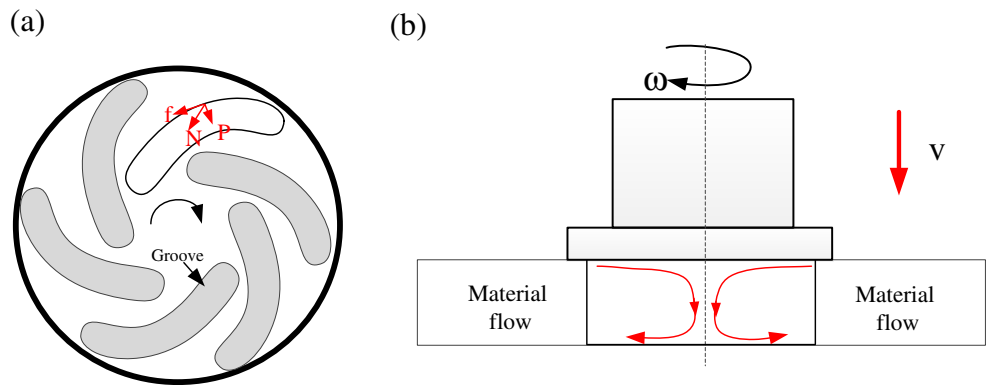 (a)
f
N
P
Groove
(b)
ω
v
Material
flow
Material
flow